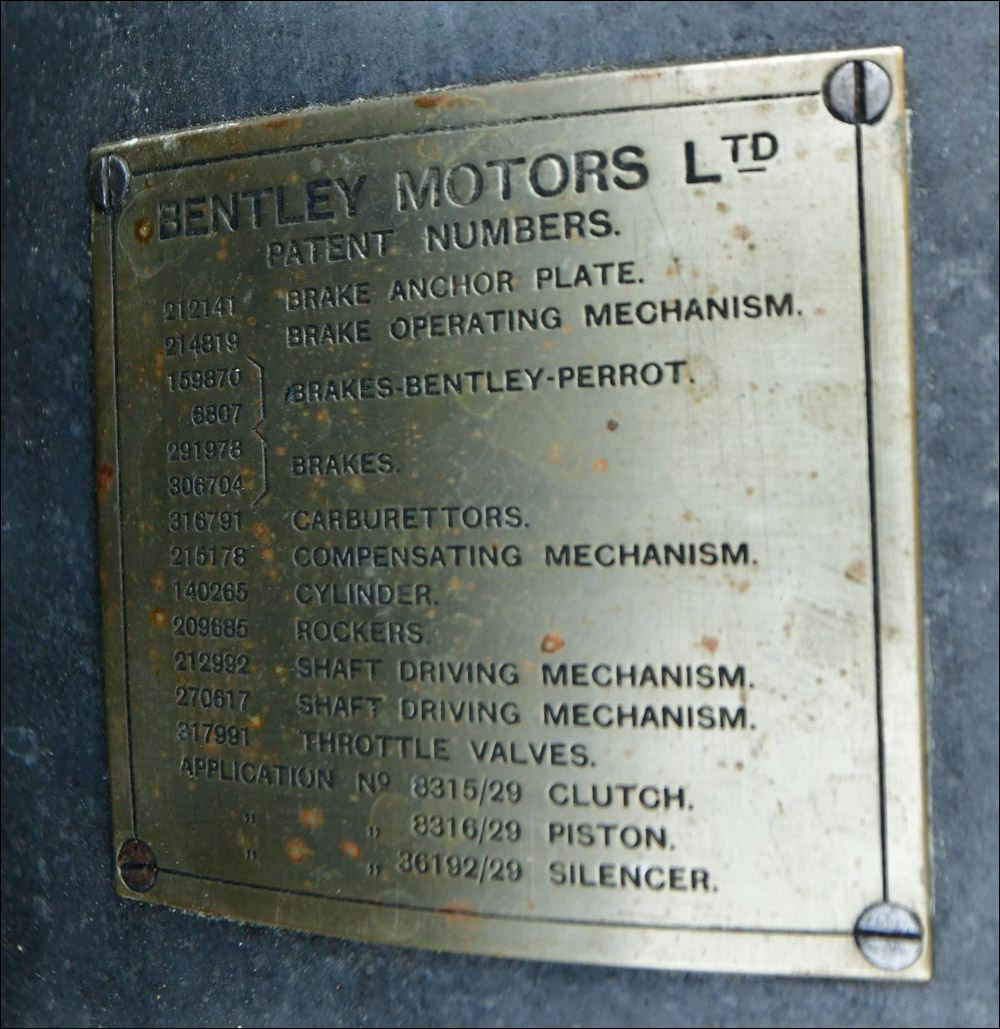 BENTLEY MOTORS LTD
PATENT NUMBERS.
212141 BRAKE ANCHOR PLATE.
214819 BRAKE OPERATING MECHANISM.
159870
BRAKES-BENTLEY-PERROT.
6807
291978
BRAKES.
306704
316791 CARBURETTORS.
215178 COMPENSATING MECHANISM.
140265 CYLINDER.
209685 ROCKERS.
212992 SHAFT DRIVING MECHANISM.
270617 SHAFT DRIVING MECHANISM.
317991 THROTTLE VALVES.
APPLICATION Nº 8315/29 CLUTCH.
„ „ 8316/29 PISTON.
„ „ 36192/29 SILENCER.